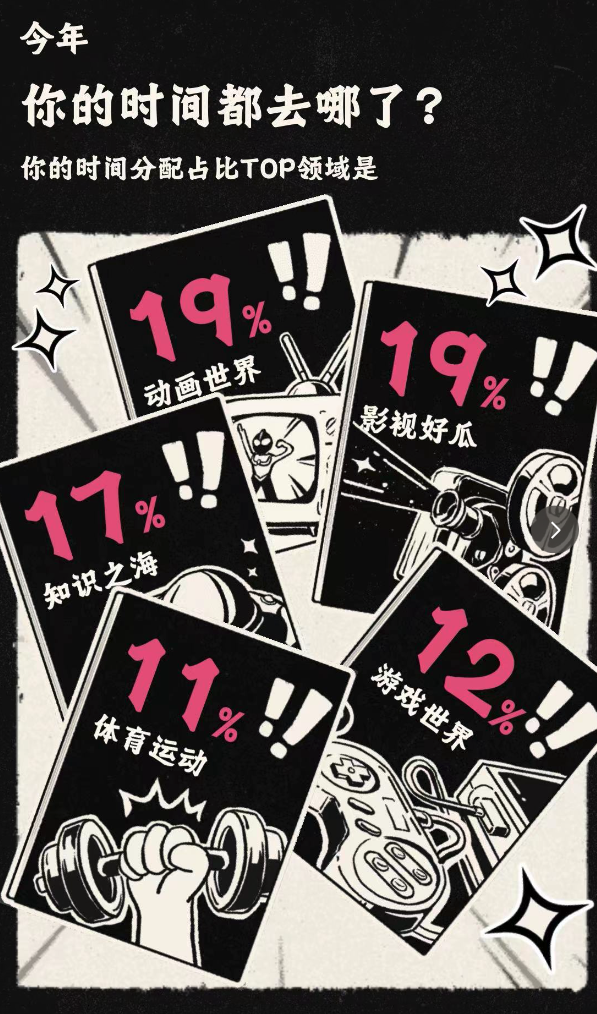 今年
你的时间都去哪了？
你的时间分配占比TOP领域是
19%
动画世界
19%
影视好瓜
17%
知识之海
12%
游戏世界
11%
体育运动